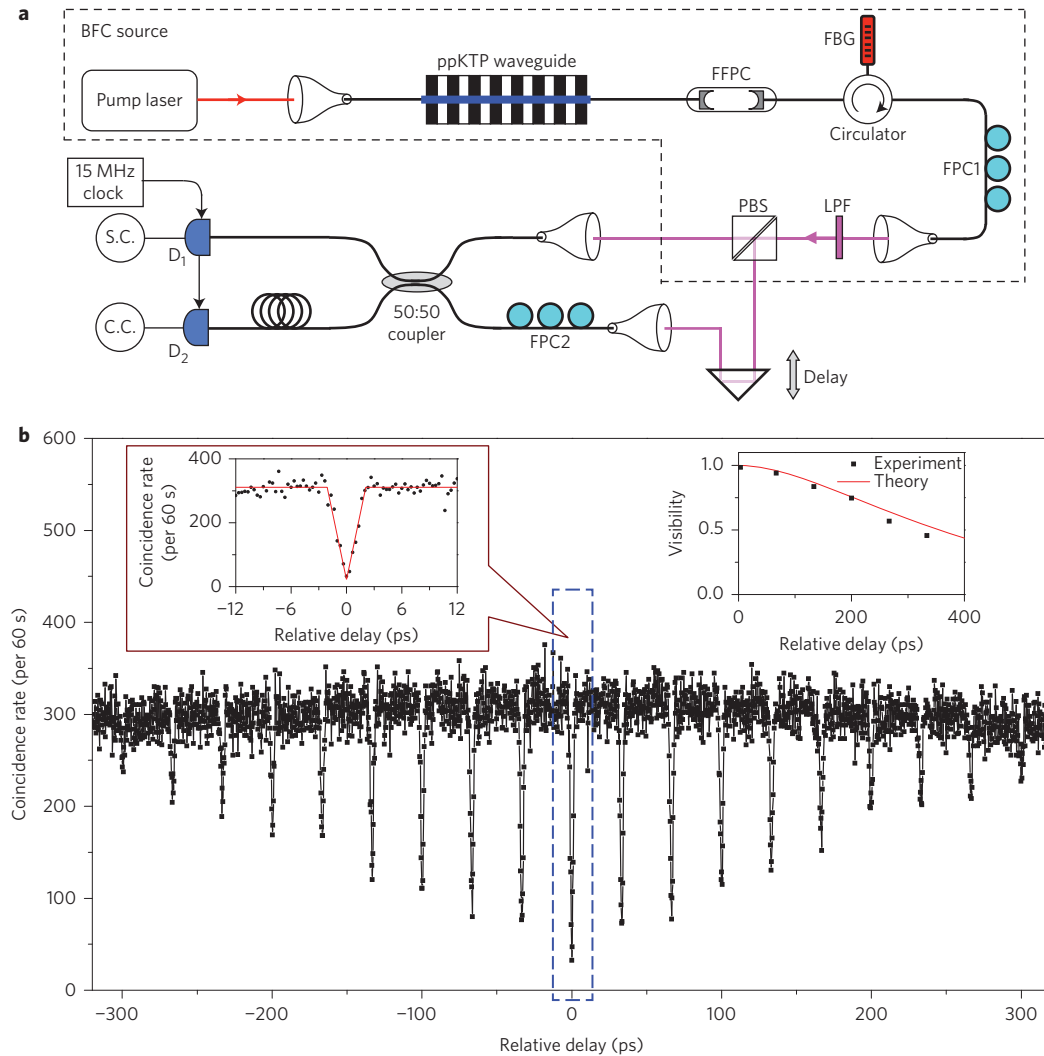 a
BFC source
Pump laser
ppKTP waveguide
FFPC
FBG
Circulator
FPC1
LPF
PBS
15 MHz
clock
S.C.
D1
C.C.
D2
50:50
coupler
FPC2
Delay
b
600
500
400
300
200
100
0
Coincidence rate (per 60 s)
−300
−200
−100
0
100
200
300
Relative delay (ps)
400
200
0
Coincidence rate
(per 60 s)
−12
−6
0
6
12
Relative delay (ps)
1.0
0.5
0.0
Visibility
Experiment
Theory
0
200
400
Relative delay (ps)